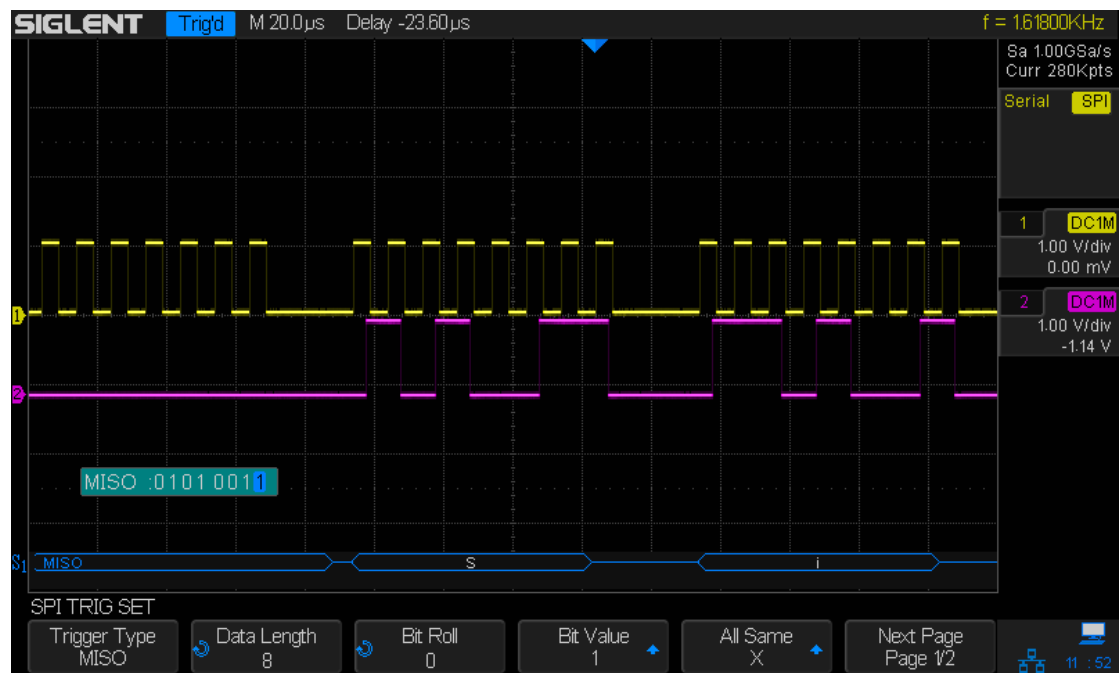 SIGLENT Trig'd M 20.0µs Delay -23.60µs f = 1.61800KHz
Sa 1.00GSa/s
Curr 280Kpts
Serial SPI
1 DC1M
1.00 V/div
0.00 mV
2 DC1M
1.00 V/div
-1.14 V
1
2
MISO :0101 0011
S1 MISO S i
SPI TRIG SET
Trigger Type Data Length Bit Roll Bit Value All Same Next Page
MISO 8 0 1 X Page 1/2
11 : 52